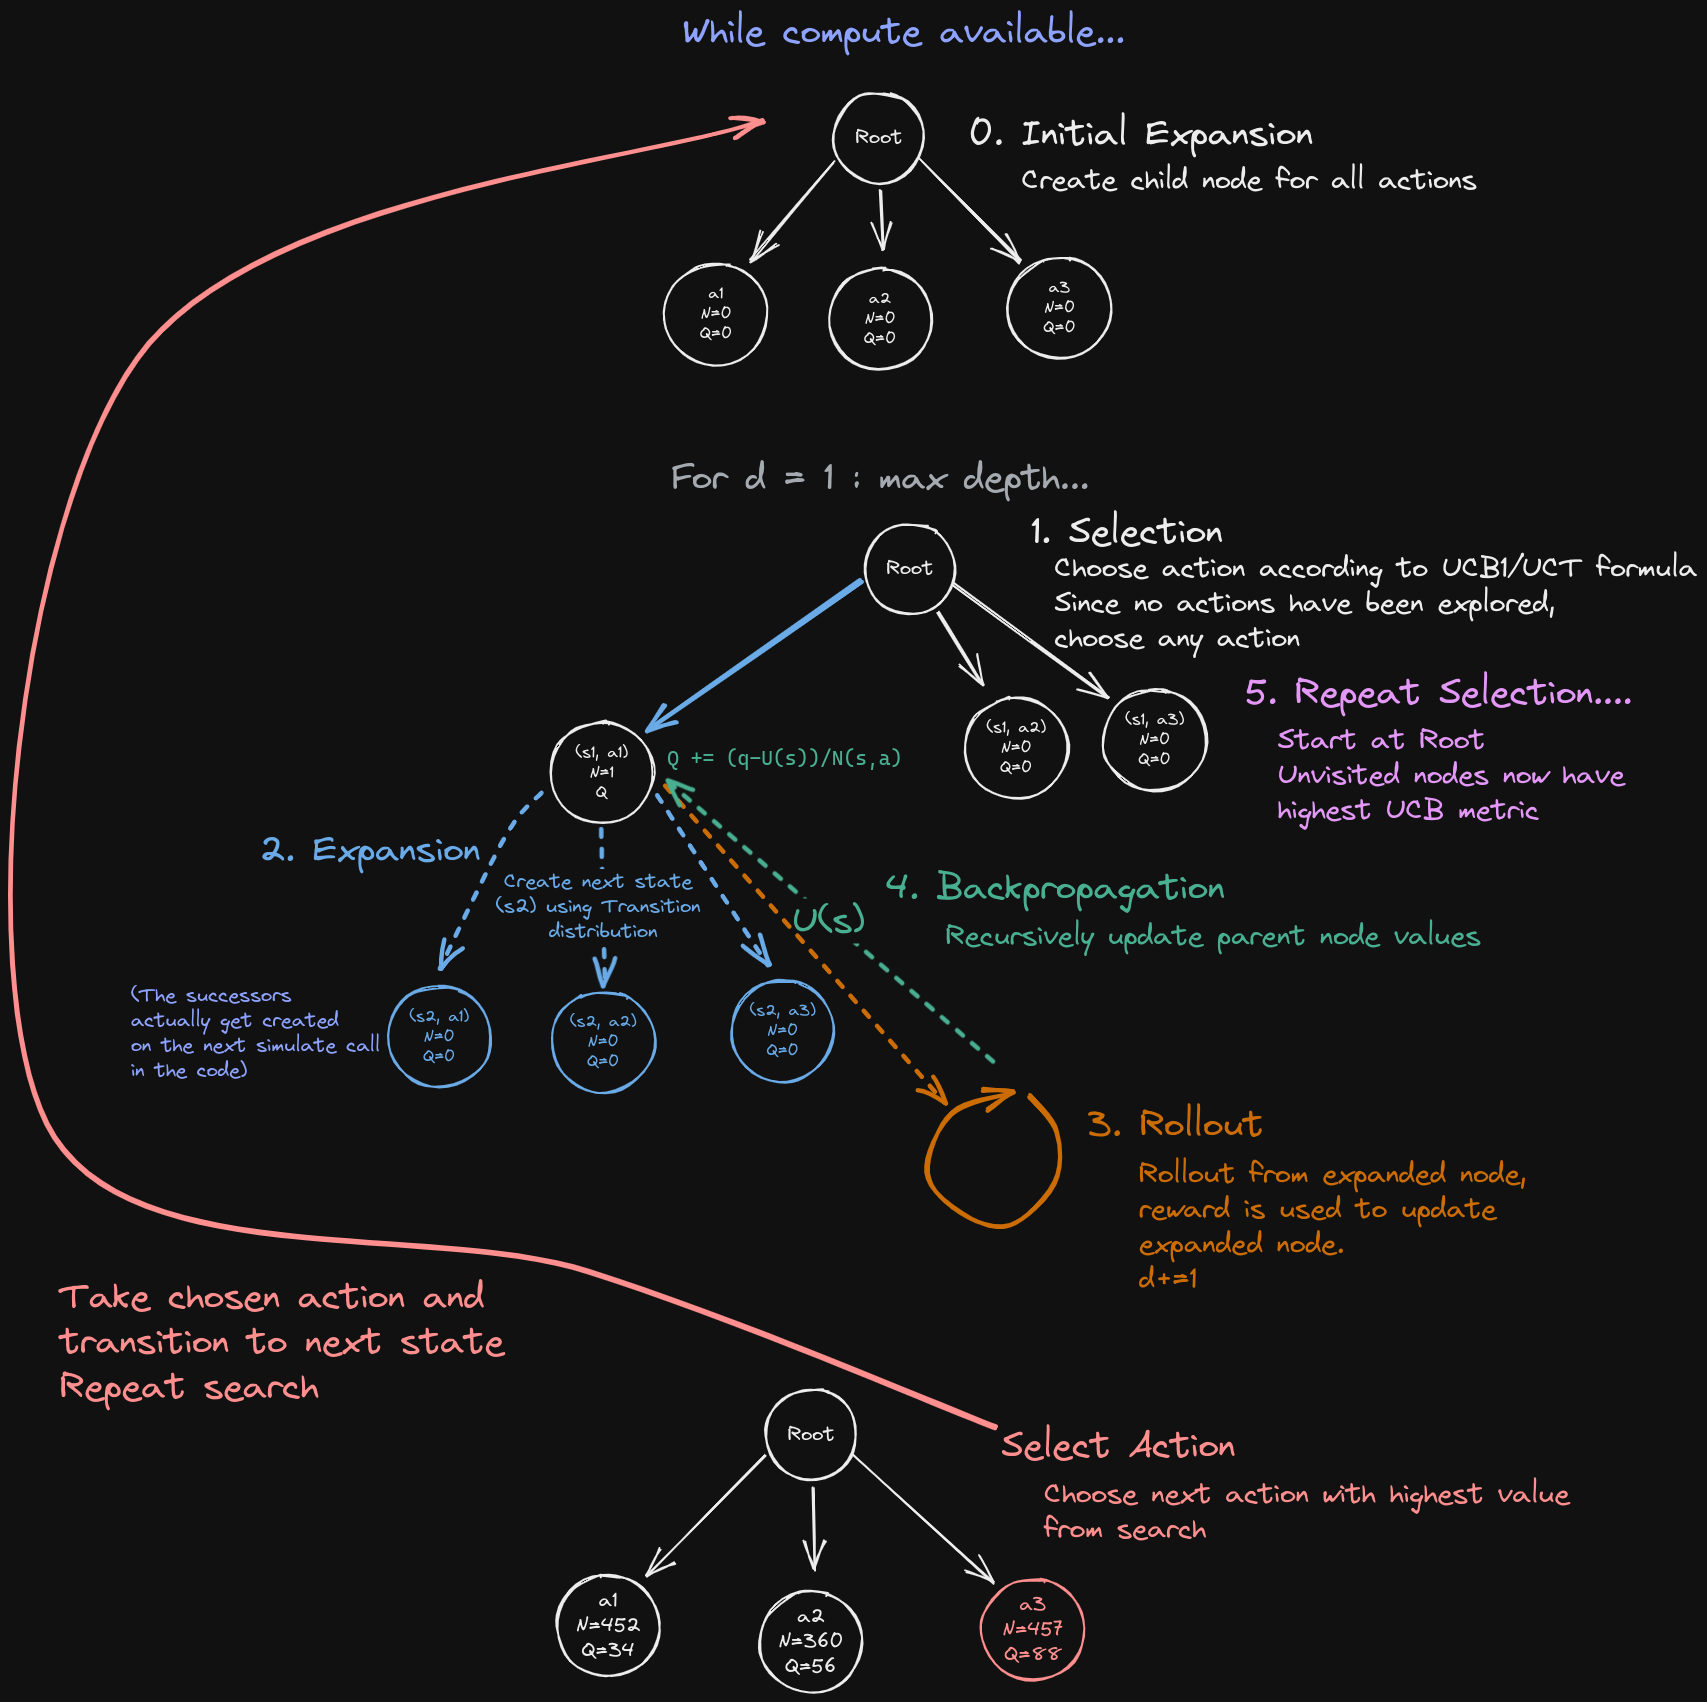 While compute available...
Root
0. Initial Expansion
Create child node for all actions
a1
N=0
Q=0
a2
N=0
Q=0
a3
N=0
Q=0
For d = 1 : max depth...
Root
1. Selection
Choose action according to UCB1/UCT formula
Since no actions have been explored,
choose any action
5. Repeat Selection....
Start at Root
Unvisited nodes now have
highest UCB metric
(s1, a1)
N=1
Q
Q += (q-U(s))/N(s,a)
(s1, a2)
N=0
Q=0
(s1, a3)
N=0
Q=0
2. Expansion
Create next state
(s2) using Transition
distribution
U(s)
4. Backpropagation
Recursively update parent node values
(The successors
actually get created
on the next simulate call
in the code)
(s2, a1)
N=0
Q=0
(s2, a2)
N=0
Q=0
(s2, a3)
N=0
Q=0
3. Rollout
Rollout from expanded node,
reward is used to update
expanded node.
d+=1
Take chosen action and
transition to next state
Repeat search
Root
Select Action
Choose next action with highest value
from search
a1
N=452
Q=34
a2
N=360
Q=56
a3
N=457
Q=88